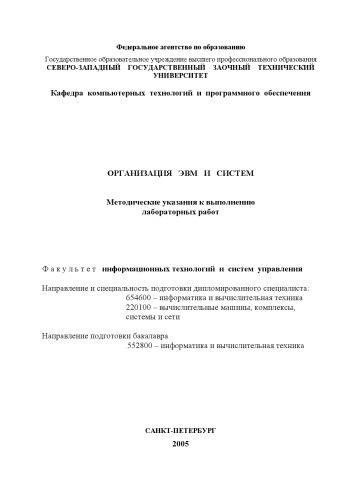 Федеральное агентство по образованию
Государственное образовательное учреждение высшего профессионального образования
СЕВЕРО-ЗАПАДНЫЙ ГОСУДАРСТВЕННЫЙ ЗАОЧНЫЙ ТЕХНИЧЕСКИЙ
УНИВЕРСИТЕТ
Кафедра компьютерных технологий и программного обеспечения
ОРГАНИЗАЦИЯ ЭВМ И СИСТЕМ
Методические указания к выполнению
лабораторных работ
Факультет информационных технологий и систем управления
Направление и специальность подготовки дипломированного специалиста:
654600 – информатика и вычислительная техника
220100 – вычислительные машины, комплексы,
системы и сети
Направление подготовки бакалавра
552800 – информатика и вычислительная техника
САНКТ-ПЕТЕРБУРГ
2005